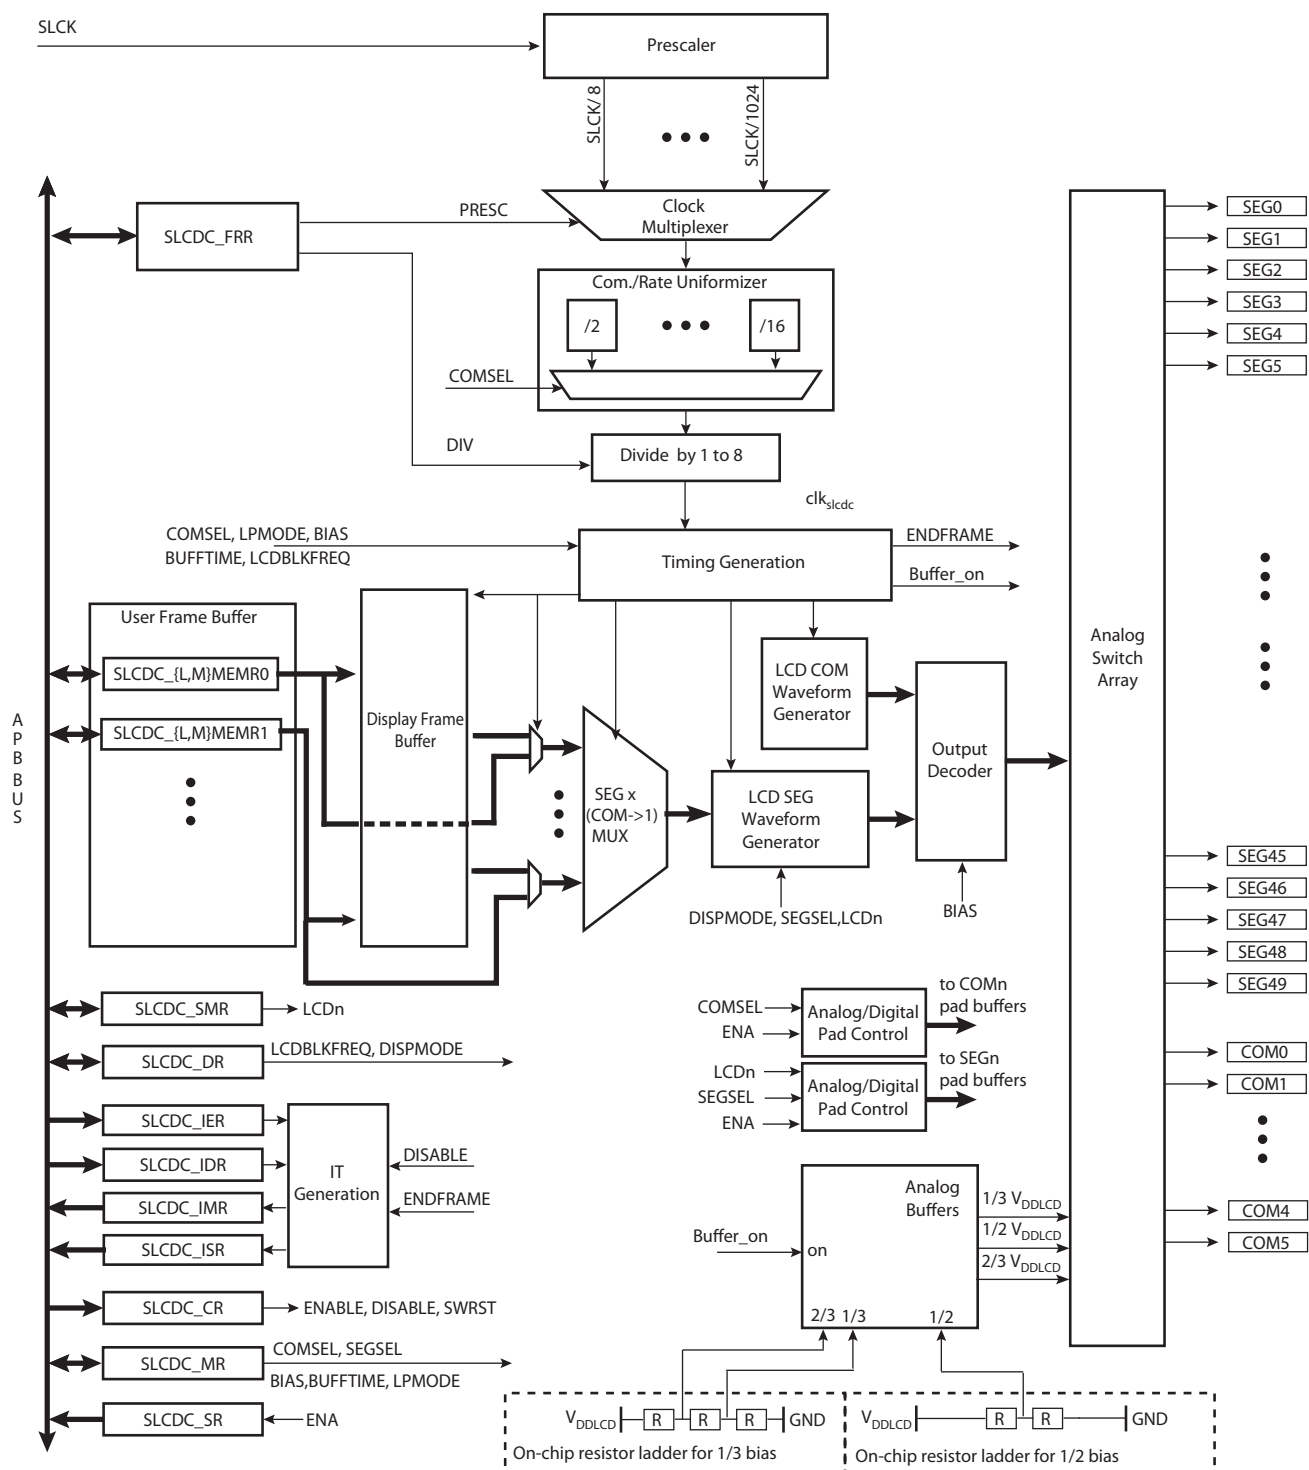 SLCK
Prescaler
SLCK/ 8
SLCK/1024
PRESC
Clock
Multiplexer
SLCDC_FRR
Com./Rate Uniformizer
/2
/16
COMSEL
DIV
Divide by 1 to 8
clkslcdc
COMSEL, LPMODE, BIAS
BUFFTIME, LCDBLKFREQ
Timing Generation
ENDFRAME
Buffer_on
User Frame Buffer
SLCDC_{L,M}MEMR0
SLCDC_{L,M}MEMR1
Display Frame
Buffer
A
P
B
B
U
S
SEG x
(COM->1)
MUX
LCD COM
Waveform
Generator
LCD SEG
Waveform
Generator
Output
Decoder
DISPMODE, SEGSEL,LCDn
BIAS
Analog
Switch
Array
SEG0
SEG1
SEG2
SEG3
SEG4
SEG5
SEG45
SEG46
SEG47
SEG48
SEG49
COM0
COM1
COM4
COM5
SLCDC_SMR
LCDn
SLCDC_DR
LCDBLKFREQ, DISPMODE
SLCDC_IER
SLCDC_IDR
SLCDC_IMR
SLCDC_ISR
IT
Generation
DISABLE
ENDFRAME
SLCDC_CR
ENABLE, DISABLE, SWRST
SLCDC_MR
COMSEL, SEGSEL
BIAS,BUFFTIME, LPMODE
SLCDC_SR
ENA
COMSEL
ENA
Analog/Digital
Pad Control
to COMn
pad buffers
LCDn
SEGSEL
ENA
Analog/Digital
Pad Control
to SEGn
pad buffers
Buffer_on
on
Analog
Buffers
2/3 1/3
1/2
1/3 VDDLCD
1/2 VDDLCD
2/3 VDDLCD
VDDLCD
R
R
R
GND
On-chip resistor ladder for 1/3 bias
VDDLCD
R
R
GND
On-chip resistor ladder for 1/2 bias